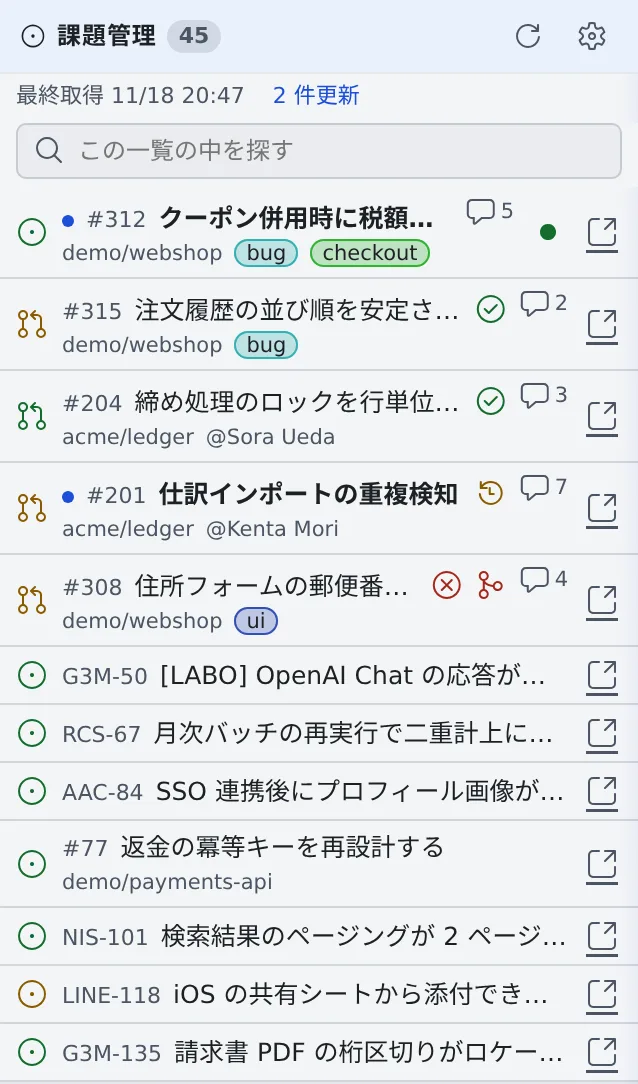 課題管理 45
最終取得 11/18 20:47 2 件更新
この一覧の中を探す
#312 クーポン併用時に税額… 5
demo/webshop bug checkout
#315 注文履歴の並び順を安定さ… 2
demo/webshop bug
#204 締め処理のロックを行単位… 3
acme/ledger @Sora Ueda
#201 仕訳インポートの重複検知 7
acme/ledger @Kenta Mori
#308 住所フォームの郵便番… 4
demo/webshop ui
G3M-50 [LABO] OpenAI Chat の応答が…
RCS-67 月次バッチの再実行で二重計上に…
AAC-84 SSO 連携後にプロフィール画像が…
#77 返金の冪等キーを再設計する
demo/payments-api
NIS-101 検索結果のページングが 2 ページ…
LINE-118 iOS の共有シートから添付でき…
G3M-135 請求書 PDF の桁区切りがロケー…